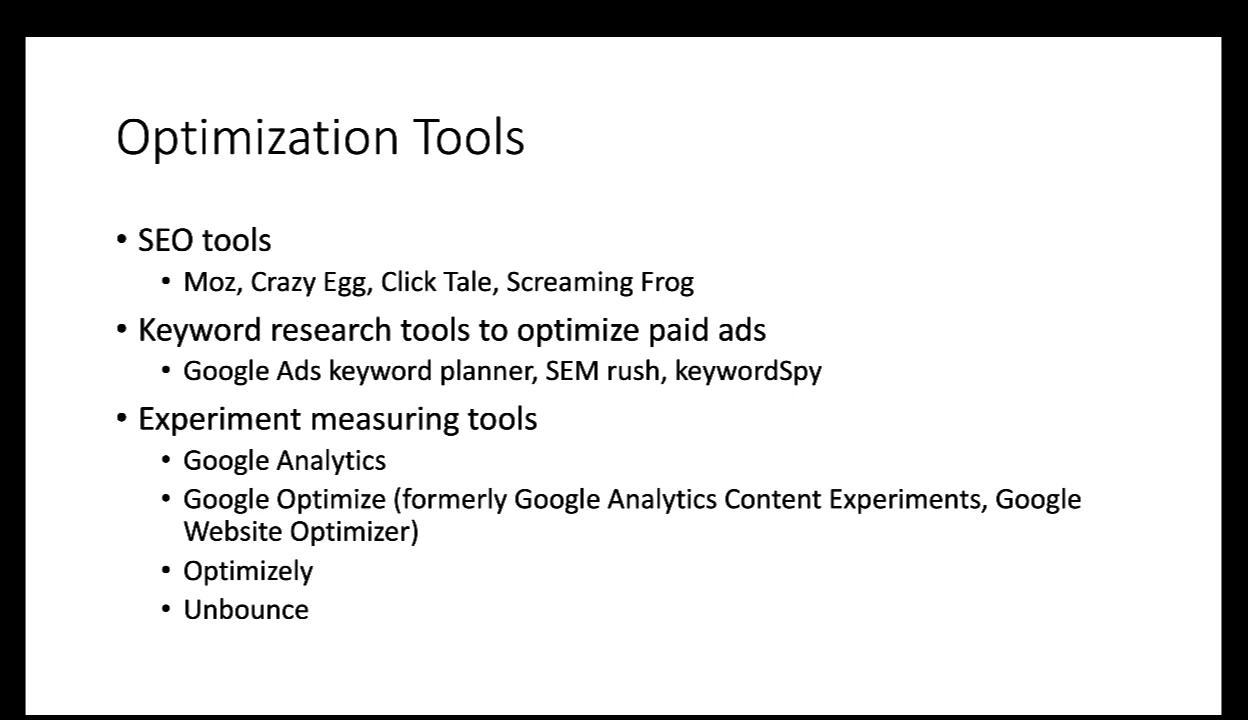 Optimization Tools
• SEO tools
• Moz, Crazy Egg, Click Tale, Screaming Frog
• Keyword research tools to optimize paid ads
• Google Ads keyword planner, SEM rush, keywordSpy
• Experiment measuring tools
• Google Analytics
• Google Optimize (formerly Google Analytics Content Experiments, Google
Website Optimizer)
• Optimizely
• Unbounce